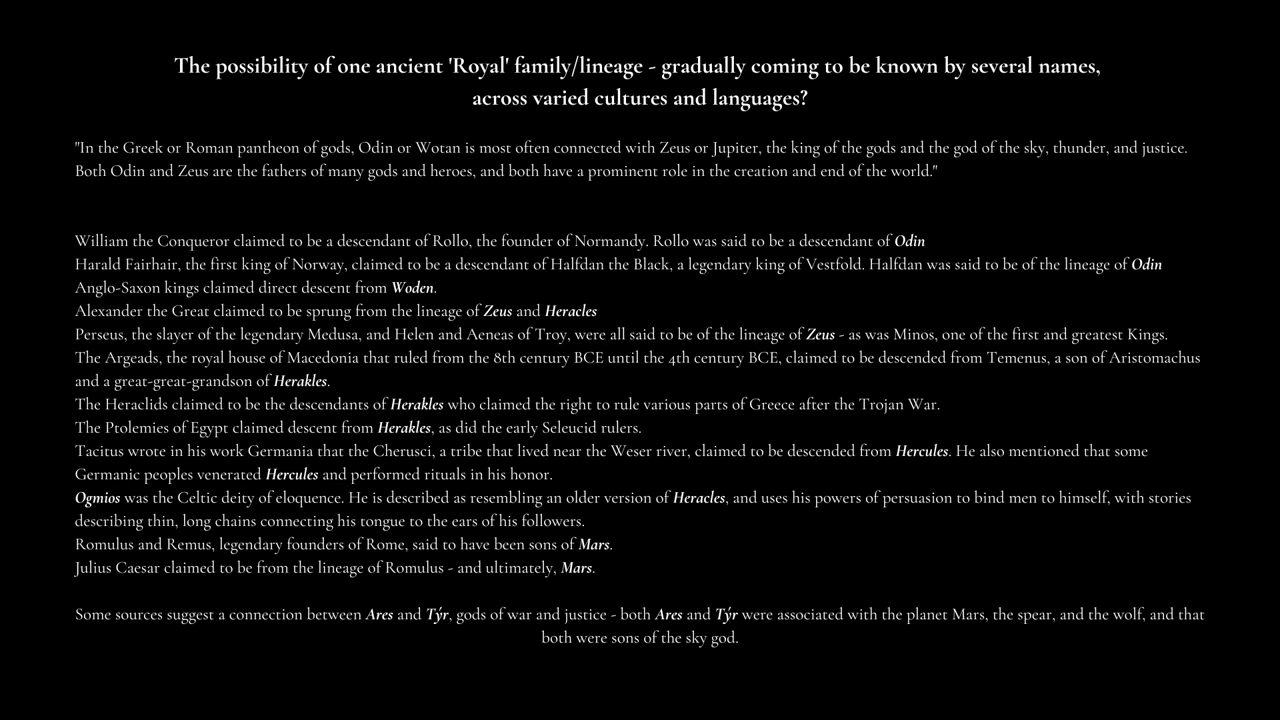 The possibility of one ancient 'Royal' family/lineage - gradually coming to be known by several names,
across varied cultures and languages?
"In the Greek or Roman pantheon of gods, Odin or Wotan is most often connected with Zeus or Jupiter, the king of the gods and the god of the sky, thunder, and justice.
Both Odin and Zeus are the fathers of many gods and heroes, and both have a prominent role in the creation and end of the world."
William the Conqueror claimed to be a descendant of Rollo, the founder of Normandy. Rollo was said to be a descendant of Odin
Harald Fairhair, the first king of Norway, claimed to be a descendant of Halfdan the Black, a legendary king of Vestfold. Halfdan was said to be of the lineage of Odin
Anglo-Saxon kings claimed direct descent from Woden.
Alexander the Great claimed to be sprung from the lineage of Zeus and Heracles
Perseus, the slayer of the legendary Medusa, and Helen and Aeneas of Troy, were all said to be of the lineage of Zeus - as was Minos, one of the first and greatest Kings.
The Argeads, the royal house of Macedonia that ruled from the 8th century BCE until the 4th century BCE, claimed to be descended from Temenus, a son of Aristomachus
and a great-great-grandson of Herakles.
The Heraclids claimed to be the descendants of Herakles who claimed the right to rule various parts of Greece after the Trojan War.
The Ptolemies of Egypt claimed descent from Herakles, as did the early Seleucid rulers.
Tacitus wrote in his work Germania that the Cherusci, a tribe that lived near the Weser river, claimed to be descended from Hercules. He also mentioned that some
Germanic peoples venerated Hercules and performed rituals in his honor.
Ogmios was the Celtic deity of eloquence. He is described as resembling an older version of Heracles, and uses his powers of persuasion to bind men to himself, with stories
describing thin, long chains connecting his tongue to the ears of his followers.
Romulus and Remus, legendary founders of Rome, said to have been sons of Mars.
Julius Caesar claimed to be from the lineage of Romulus - and ultimately, Mars.
Some sources suggest a connection between Ares and Týr, gods of war and justice - both Ares and Týr were associated with the planet Mars, the spear, and the wolf, and that
both were sons of the sky god.